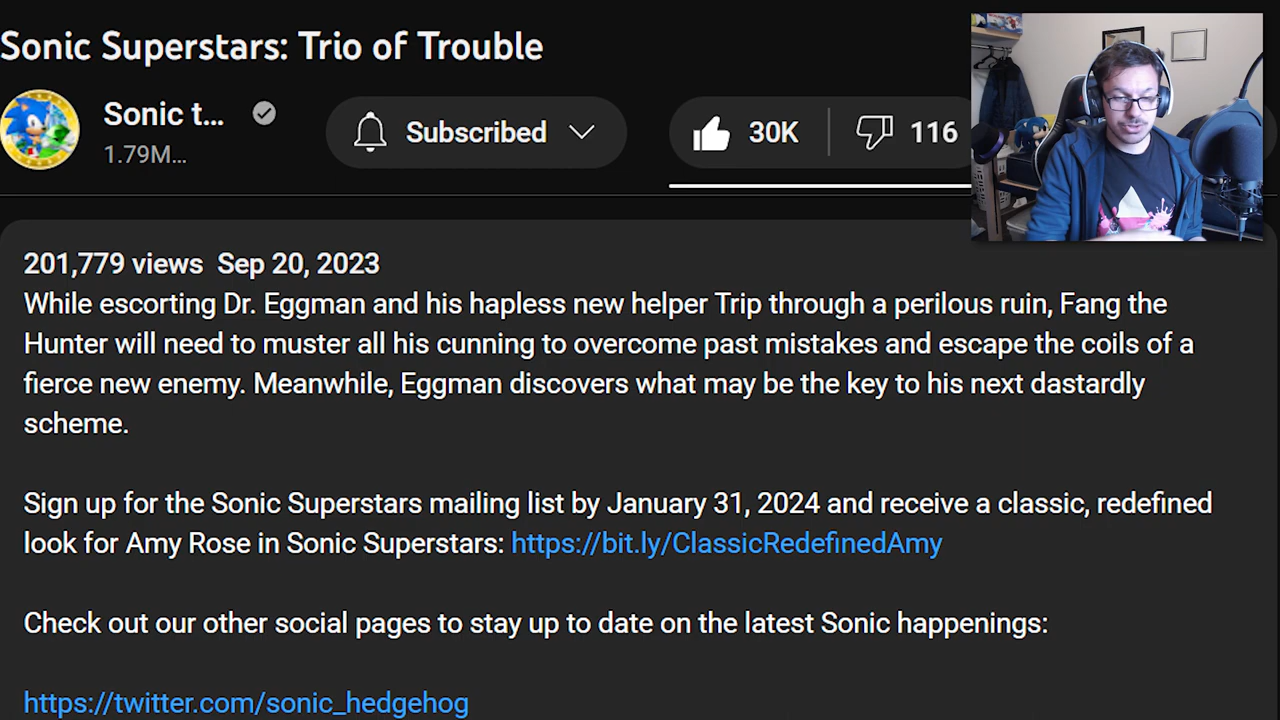 Sonic Superstars: Trio of Trouble
Sonic t...
1.79M...
Subscribed
30K
116
201,779 views Sep 20, 2023
While escorting Dr. Eggman and his hapless new helper Trip through a perilous ruin, Fang the
Hunter will need to muster all his cunning to overcome past mistakes and escape the coils of a
fierce new enemy. Meanwhile, Eggman discovers what may be the key to his next dastardly
scheme.
Sign up for the Sonic Superstars mailing list by January 31, 2024 and receive a classic, redefined
look for Amy Rose in Sonic Superstars: https://bit.ly/ClassicRedefinedAmy
Check out our other social pages to stay up to date on the latest Sonic happenings:
https://twitter.com/sonic_hedgehog